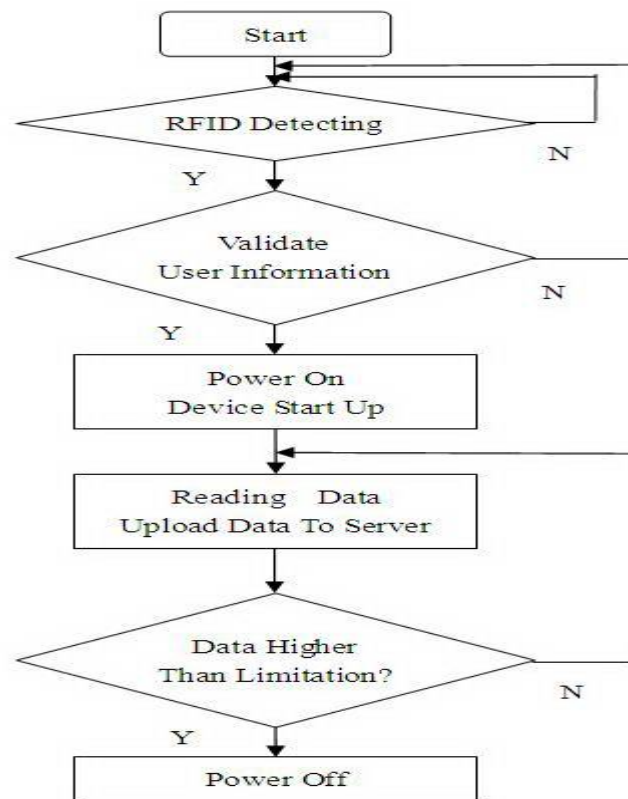 Start
RFID Detecting
N
Y
Validate
User Information
N
Y
Power On
Device Start Up
Reading Data
Upload Data To Server
Data Higher
Than Limitation?
N
Y
Power Off